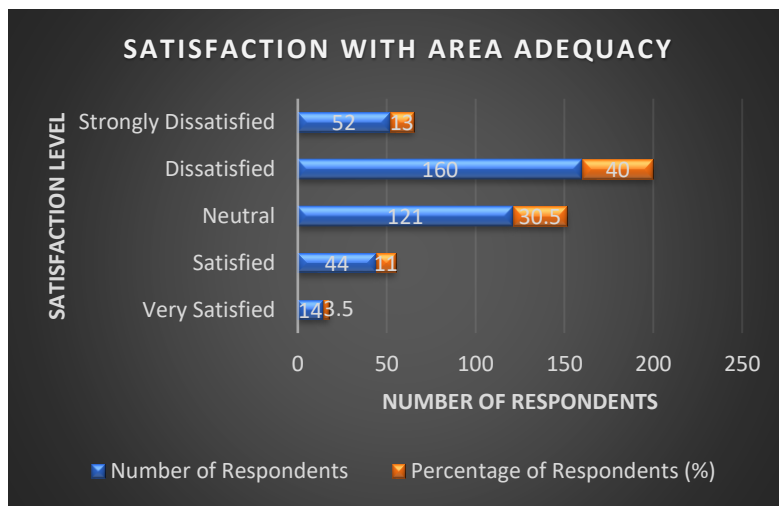 SATISFACTION WITH AREA ADEQUACY
SATISFACTION LEVEL
Strongly Dissatisfied 52 13
Dissatisfied 160 40
Neutral 121 30.5
Satisfied 44 11
Very Satisfied 14 3.5
0 50 100 150 200 250
NUMBER OF RESPONDENTS
Number of Respondents Percentage of Respondents (%)